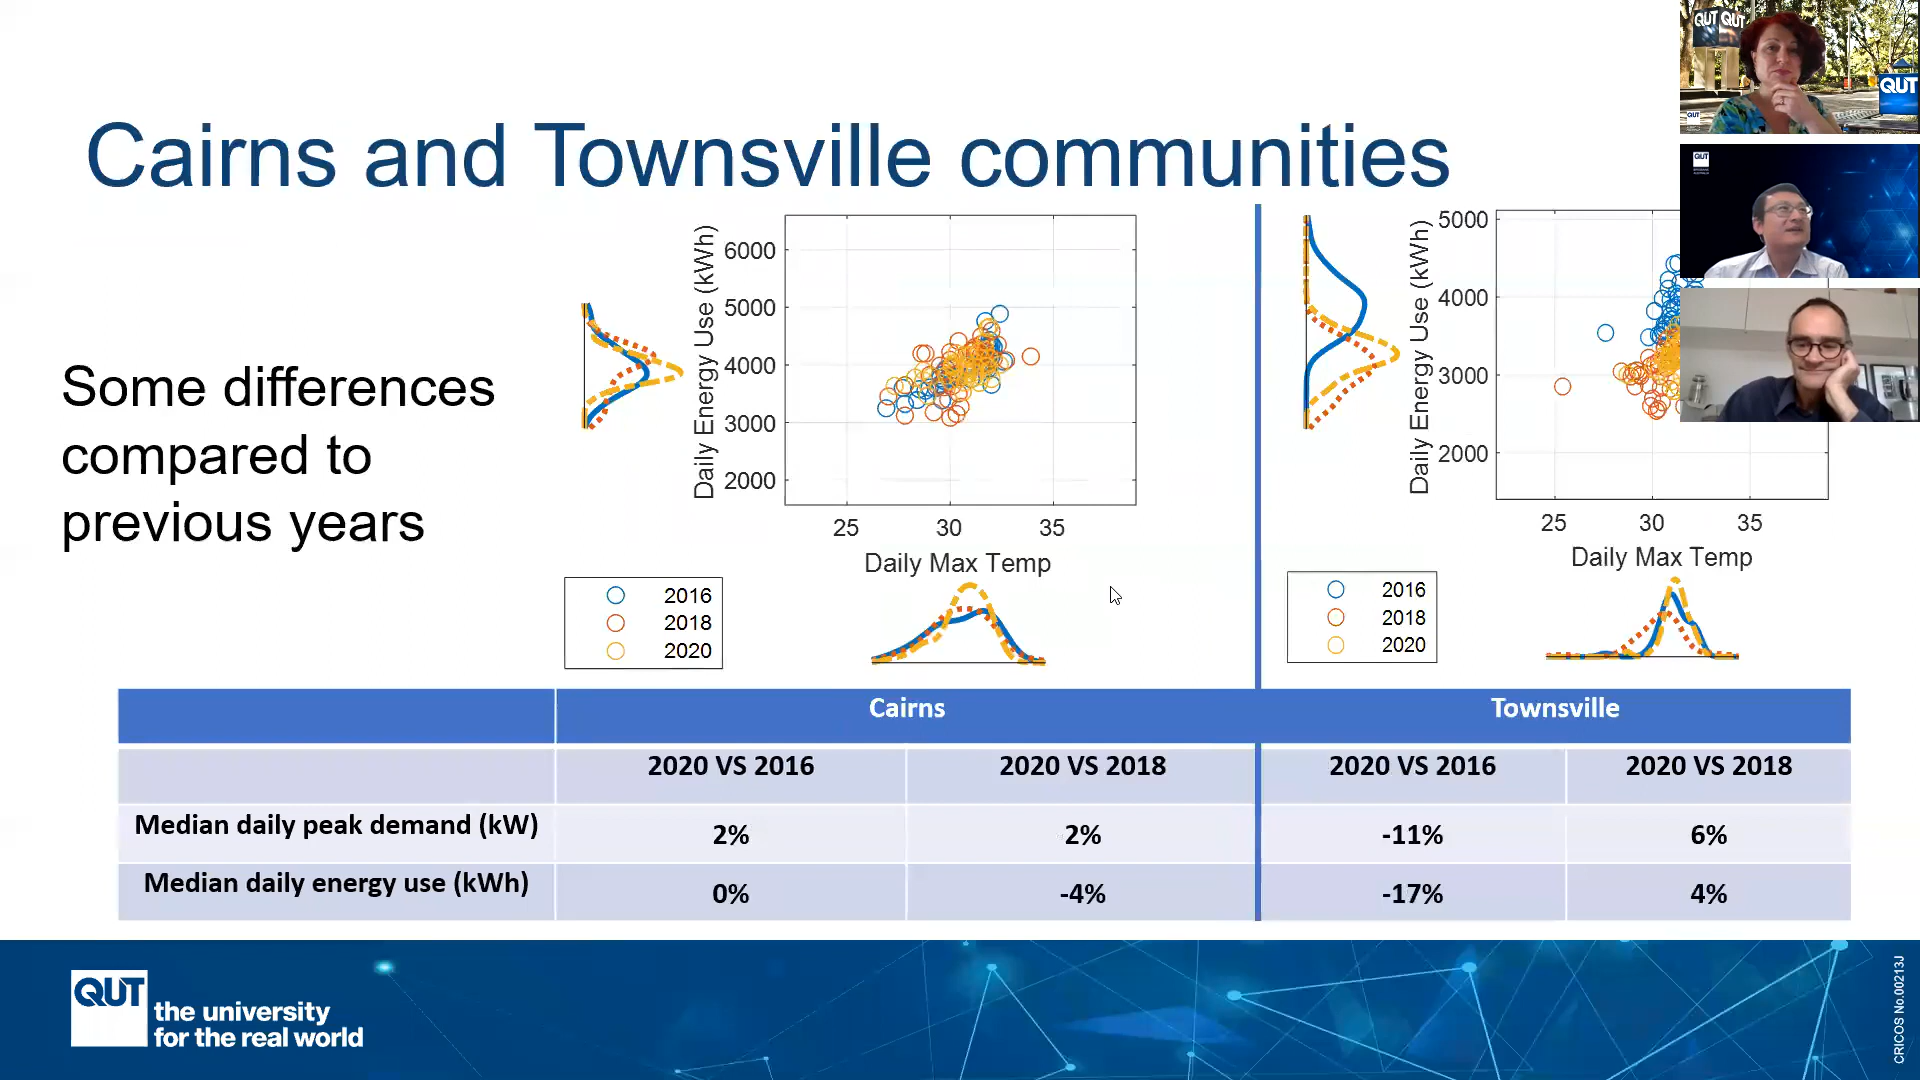 Cairns and Townsville communities
Some differences
compared to
previous years
Daily Energy Use (kWh)
6000
5000
4000
3000
2000
25 30 35
Daily Max Temp
2016
2018
2020
Daily Energy Use (kWh)
5000
4000
3000
2000
25 30 35
Daily Max Temp
2016
2018
2020
Cairns Townsville
2020 VS 2016 2020 VS 2018 2020 VS 2016 2020 VS 2018
Median daily peak demand (kW) 2% 2% -11% 6%
Median daily energy use (kWh) 0% -4% -17% 4%
QUT
the university
for the real world
CRICOS No.00213J
QUT QUT
QUT
QUT
QUT